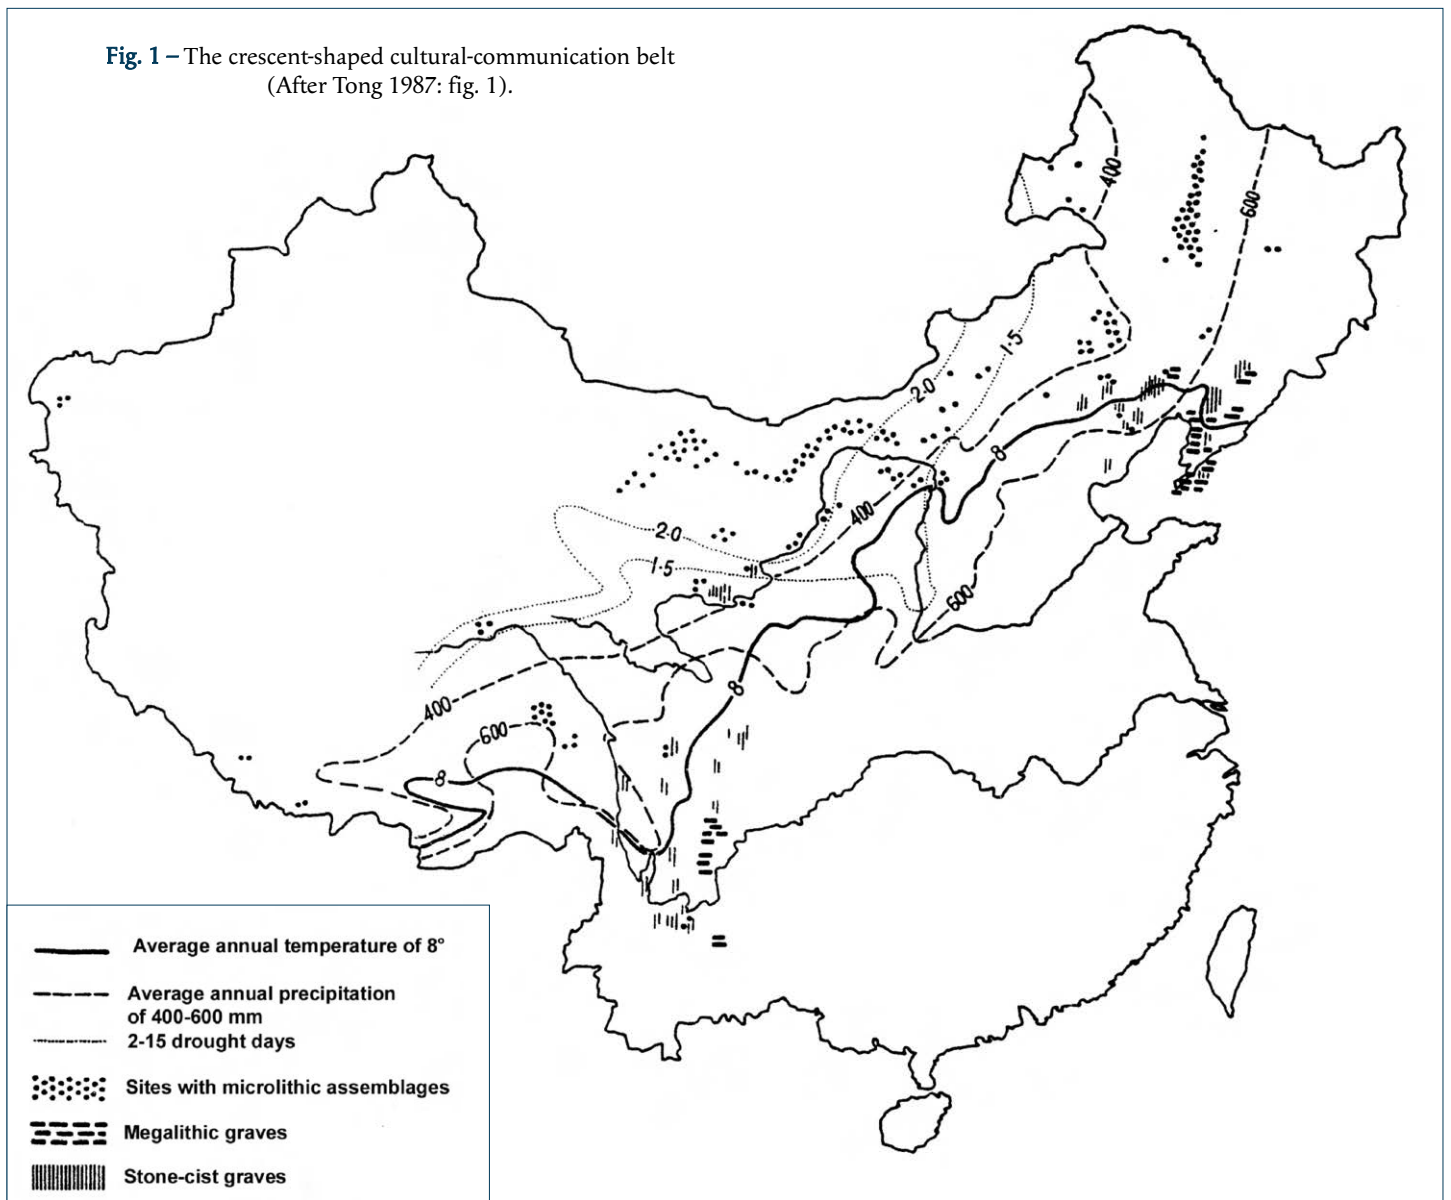 Fig. 1 – The crescent-shaped cultural-communication belt
(After Tong 1987: fig. 1).
400
600
1·5
2·0
8
400
2·0
1·5
600
8
400
600
8
Average annual temperature of 8°
Average annual precipitation
of 400-600 mm
2-15 drought days
Sites with microlithic assemblages
Megalithic graves
Stone-cist graves